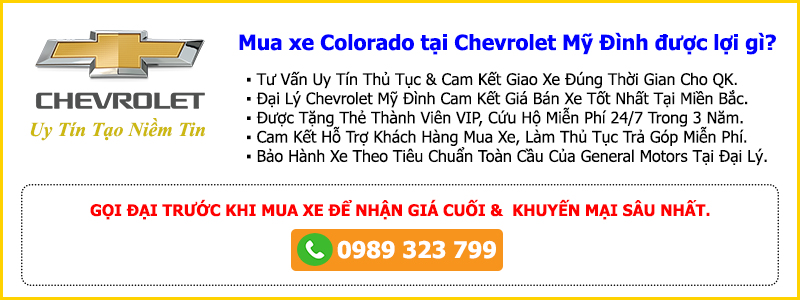 Mua xe Colorado tại Chevrolet Mỹ Đình được lợi gì?
CHEVROLET
Uy Tín Tạo Niềm Tin
▪ Tư Vấn Uy Tín Thủ Tục & Cam Kết Giao Xe Đúng Thời Gian Cho QK.
▪ Đại Lý Chevrolet Mỹ Đình Cam Kết Giá Bán Xe Tốt Nhất Tại Miền Bắc.
▪ Được Tặng Thẻ Thành Viên VIP, Cứu Hộ Miễn Phí 24/7 Trong 3 Năm.
▪ Cam Kết Hỗ Trợ Khách Hàng Mua Xe, Làm Thủ Tục Trả Góp Miễn Phí.
▪ Bảo Hành Xe Theo Tiêu Chuẩn Toàn Cầu Của General Motors Tại Đại Lý.
GỌI ĐẠI TRƯỚC KHI MUA XE ĐỂ NHẬN GIÁ CUỐI & KHUYẾN MẠI SÂU NHẤT.
0989 323 799